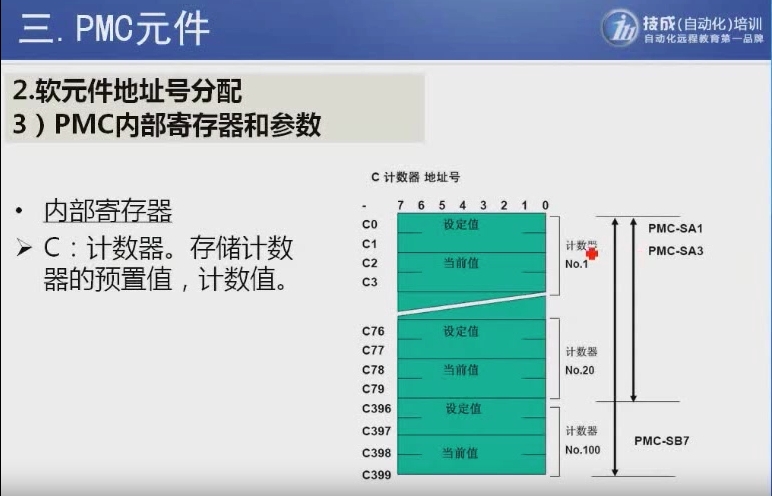 三.PMC元件
技成(自动化)培训
自动化远程教育第一品牌
2.软元件地址号分配
3）PMC内部寄存器和参数
• 内部寄存器
➢ C：计数器。存储计数
器的预置值，计数值。
C 计数器 地址号
- 7 6 5 4 3 2 1 0
C0 设定值
C1
C2 当前值
C3
计数器
No.1
C76 设定值
C77
C78 当前值
C79
计数器
No.20
C396 设定值
C397
C398 当前值
C399
计数器
No.100
PMC-SA1
PMC-SA3
PMC-SB7